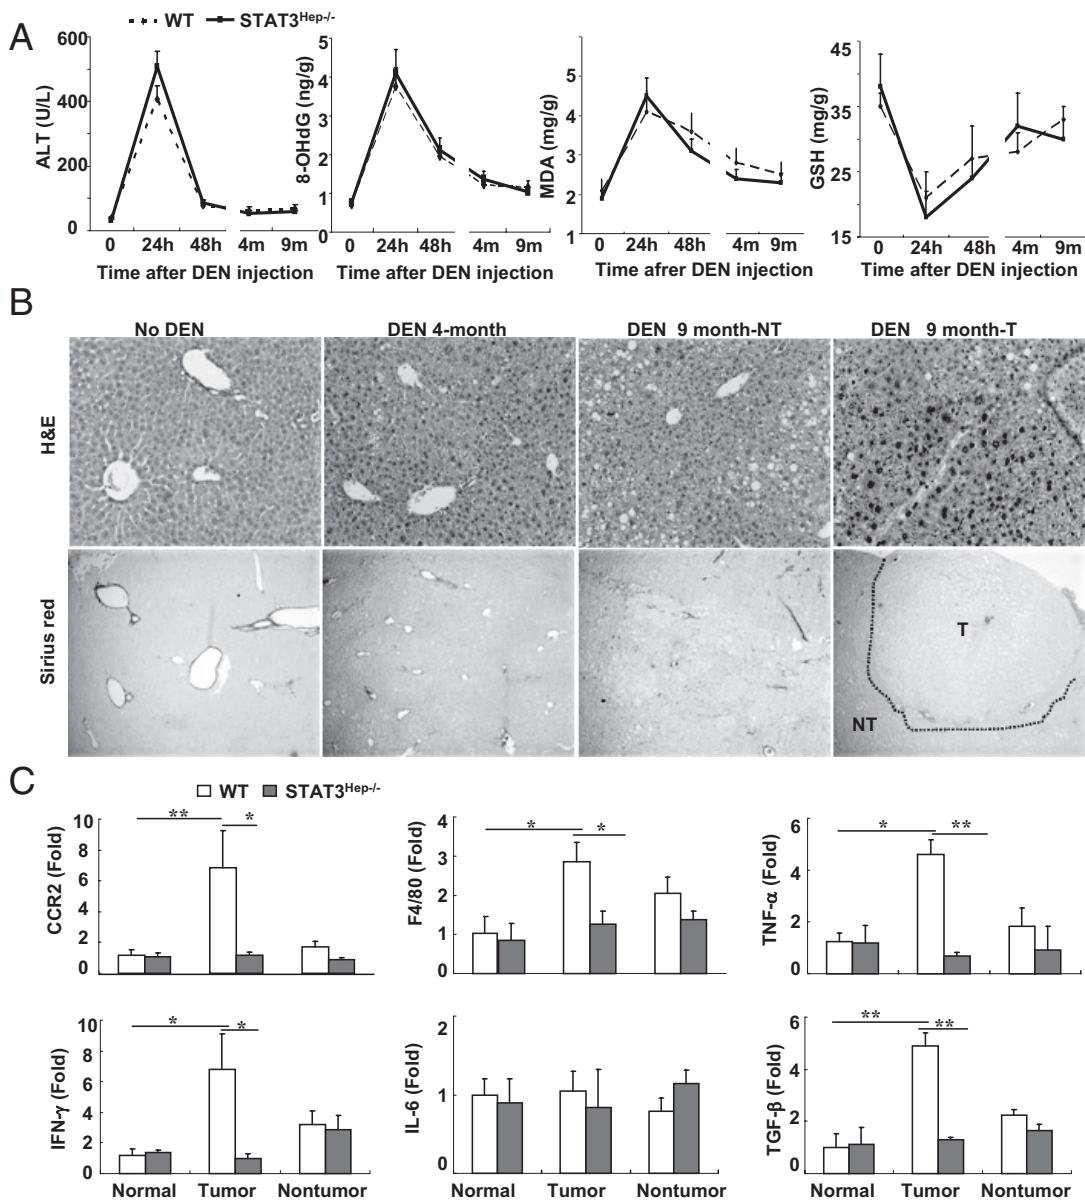 A
WT STAT3Hep-/-
600
400
200
0
ALT (U/L)
0 24h 48h 4m 9m
Time after DEN injection
5
4
3
2
1
0
8-OHdG (ng/g)
0 24h 48h 4m 9m
Time after DEN injection
5
4
3
2
1
MDA (mg/g)
0 24h 48h 4m 9m
Time afrer DEN injection
45
35
25
15
GSH (mg/g)
0 24h 48h 4m 9m
Time after DEN injection
B
No DEN DEN 4-month DEN 9 month-NT DEN 9 month-T
H&E
Sirius red
T
NT
C
WT STAT3Hep-/-
10
8
6
4
2
0
CCR2 (Fold)
** *
4
3
2
1
0
F4/80 (Fold)
* *
6
4
2
0
TNF-α (Fold)
* **
10
8
6
4
2
0
IFN-γ (Fold)
* *
Normal Tumor Nontumor
2
1
0
IL-6 (Fold)
Normal Tumor Nontumor
6
4
2
0
TGF-β (Fold)
** **
Normal Tumor Nontumor